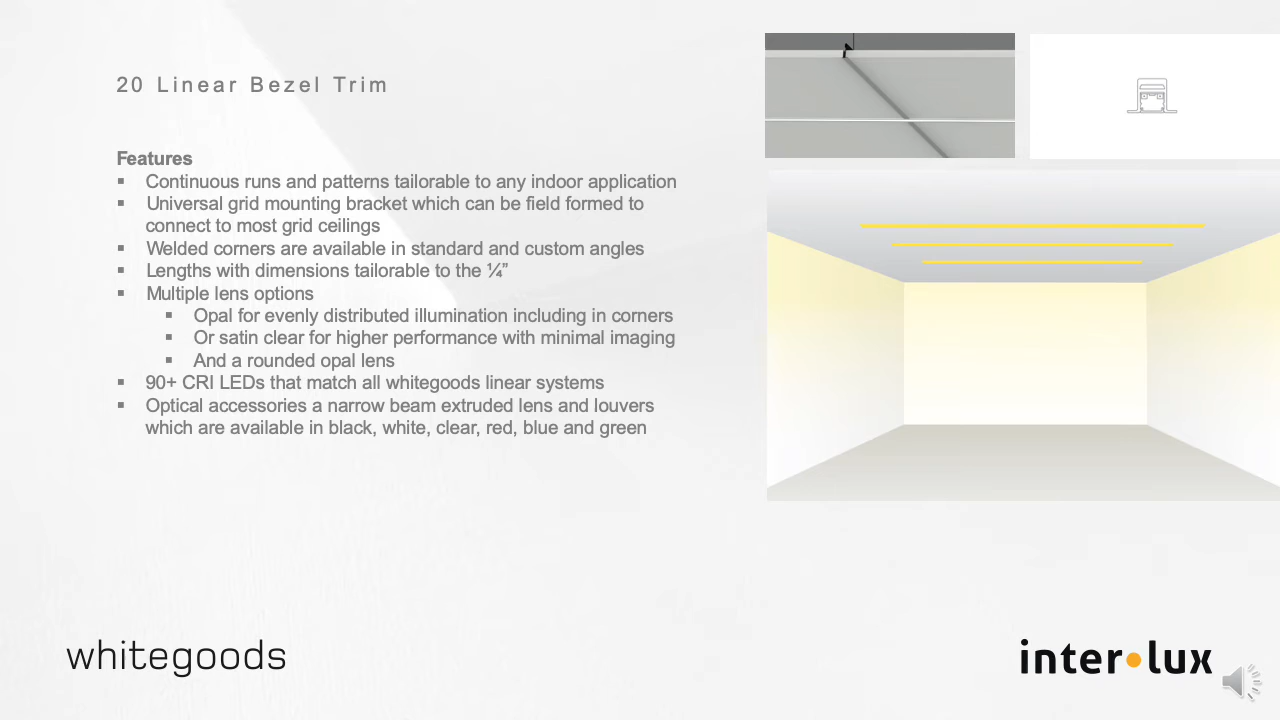 20 Linear Bezel Trim
Features
▪ Continuous runs and patterns tailorable to any indoor application
▪ Universal grid mounting bracket which can be field formed to
connect to most grid ceilings
▪ Welded corners are available in standard and custom angles
▪ Lengths with dimensions tailorable to the ¼”
▪ Multiple lens options
▪ Opal for evenly distributed illumination including in corners
▪ Or satin clear for higher performance with minimal imaging
▪ And a rounded opal lens
▪ 90+ CRI LEDs that match all whitegoods linear systems
▪ Optical accessories a narrow beam extruded lens and louvers
which are available in black, white, clear, red, blue and green
whitegoods
inter•lux